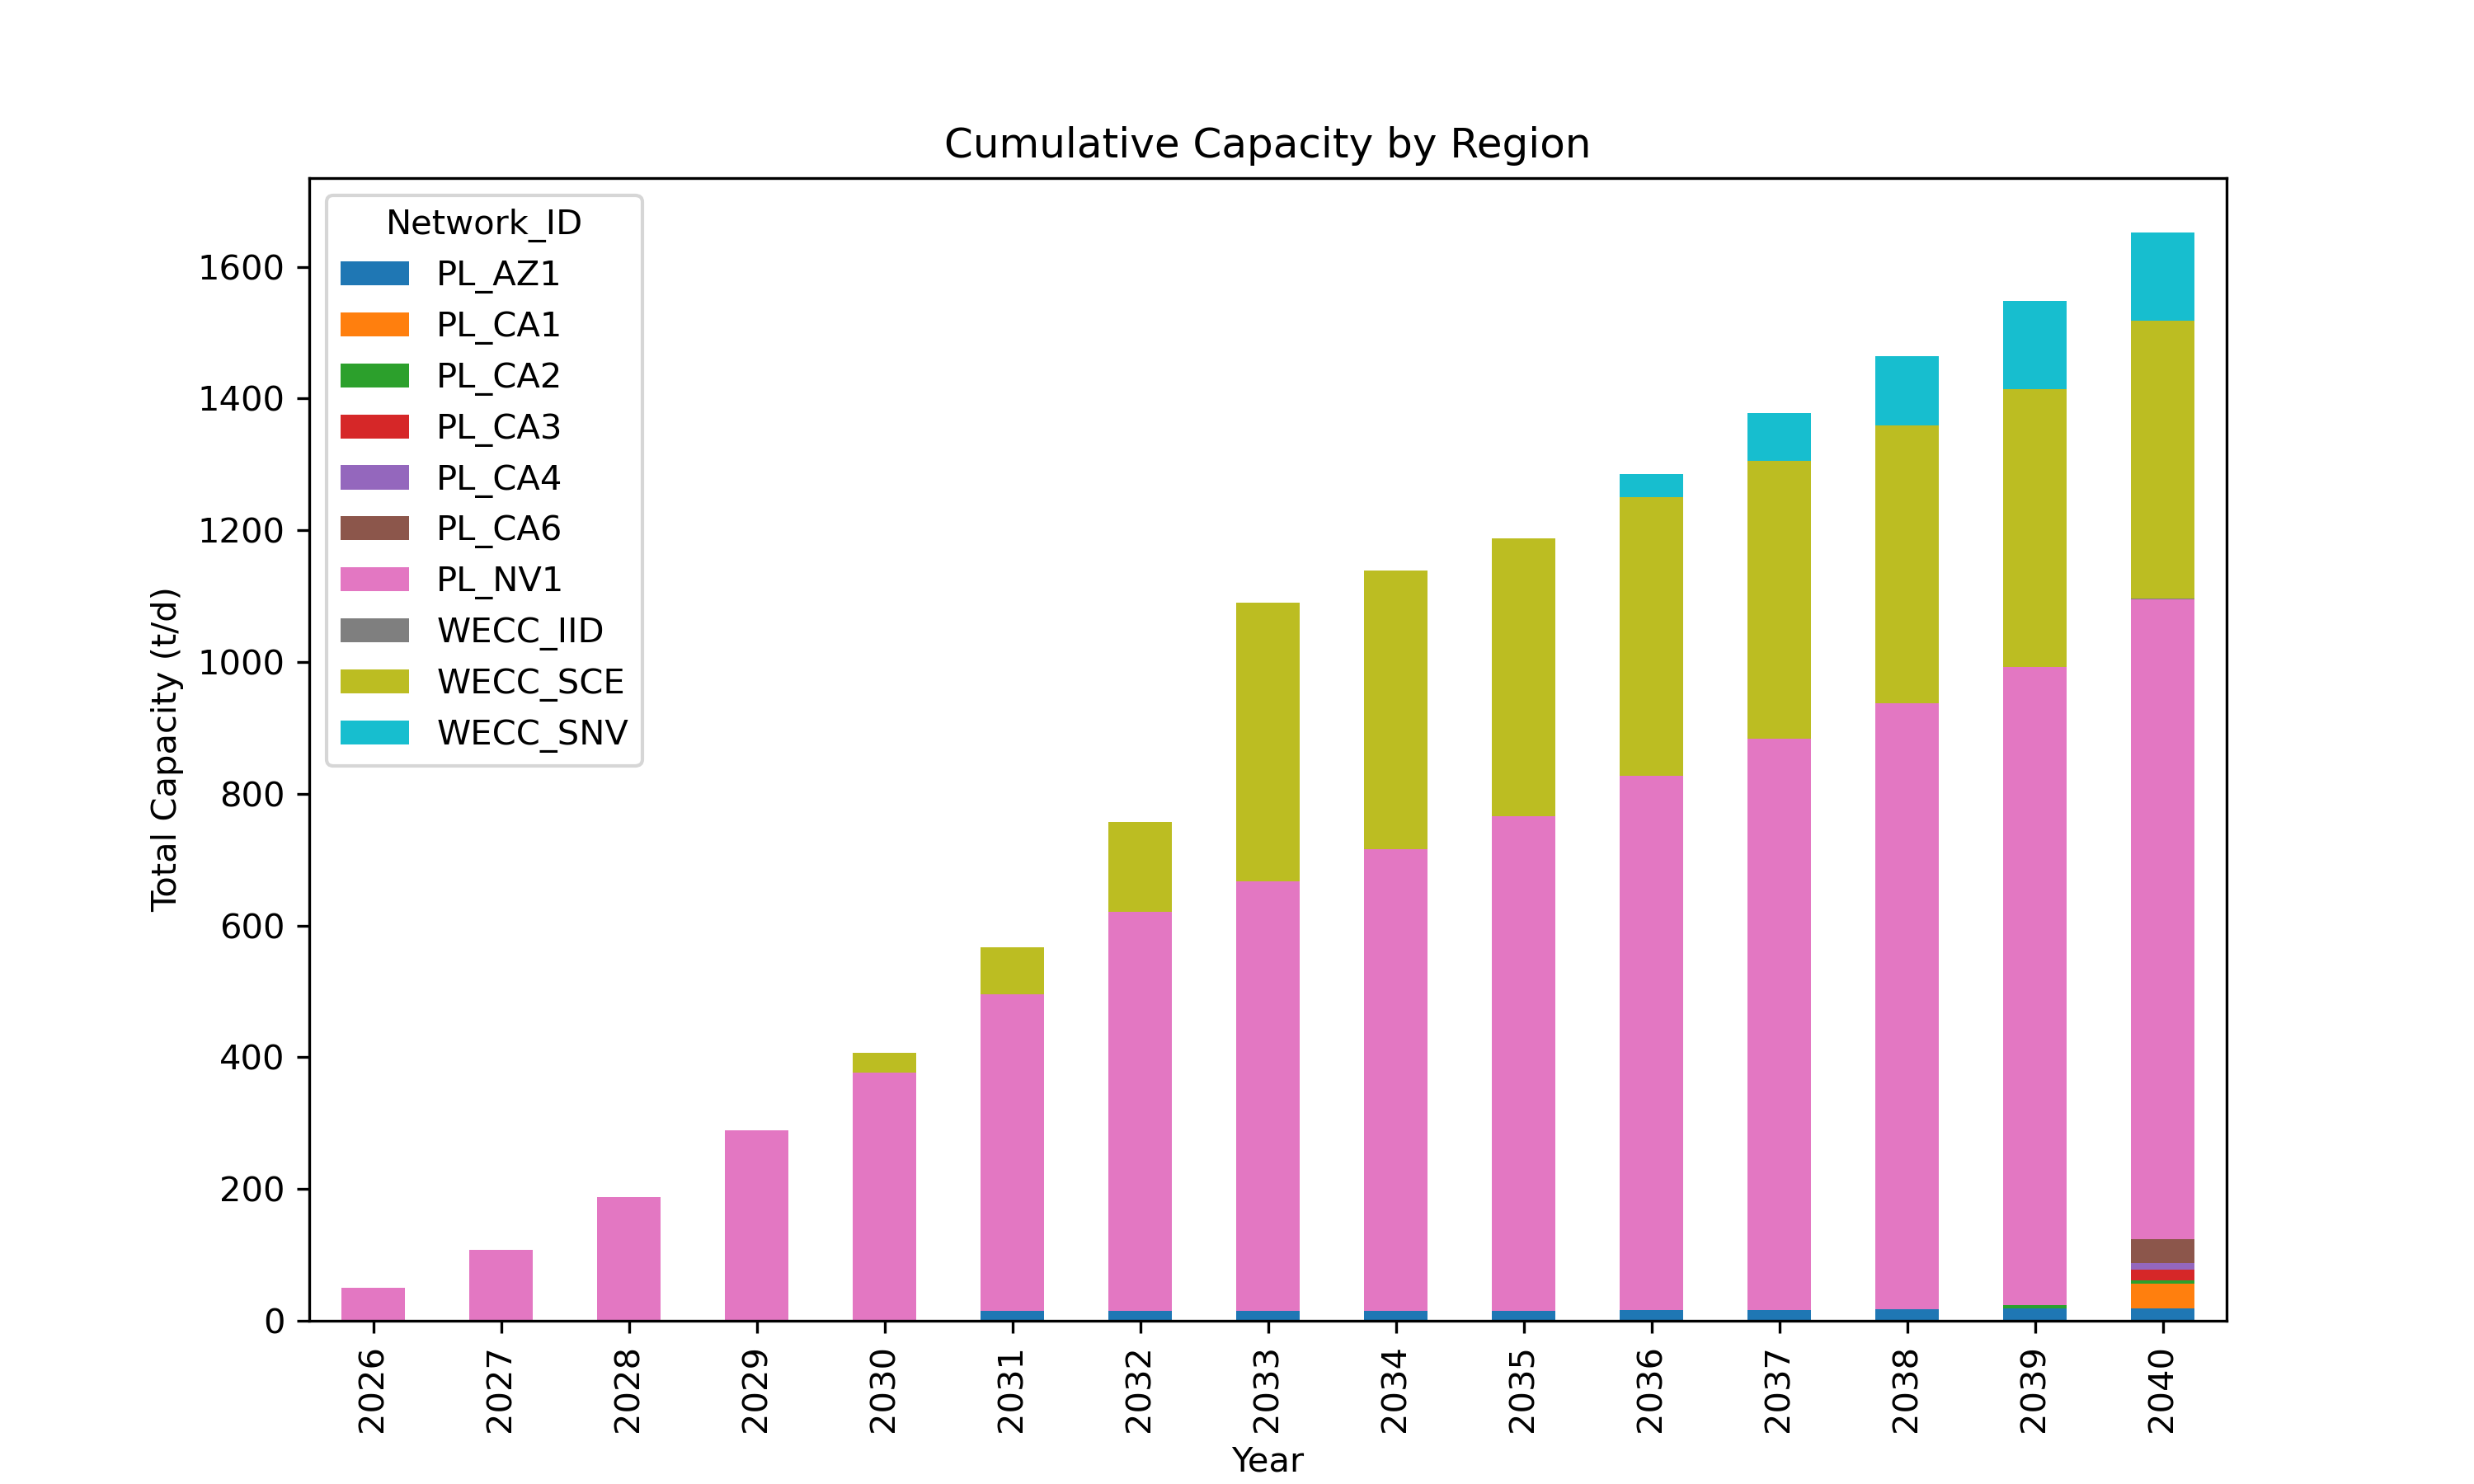 Cumulative Capacity by Region
Network_ID
PL_AZ1
PL_CA1
PL_CA2
PL_CA3
PL_CA4
PL_CA6
PL_NV1
WECC_IID
WECC_SCE
WECC_SNV
Total Capacity (t/d)
1600
1400
1200
1000
800
600
400
200
0
2026
2027
2028
2029
2030
2031
2032
2033
2034
2035
2036
2037
2038
2039
2040
Year